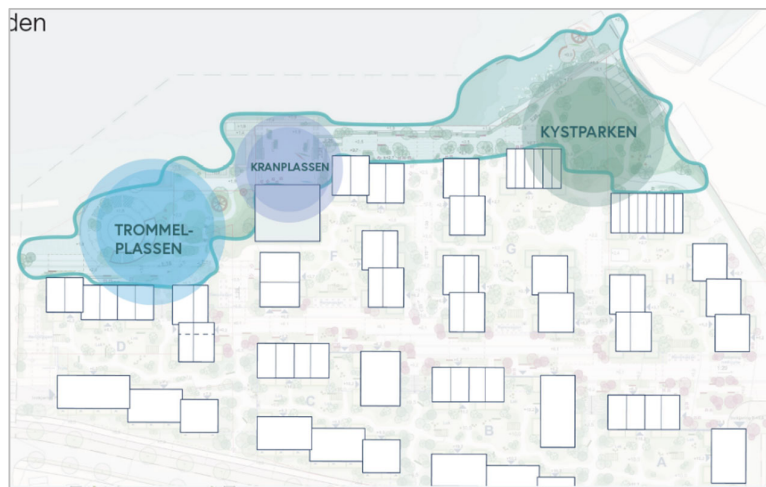 den
KYSTPARKEN
KRANPLASSEN
TROMMEL-
PLASSEN
F
G
H
D
C
B
A